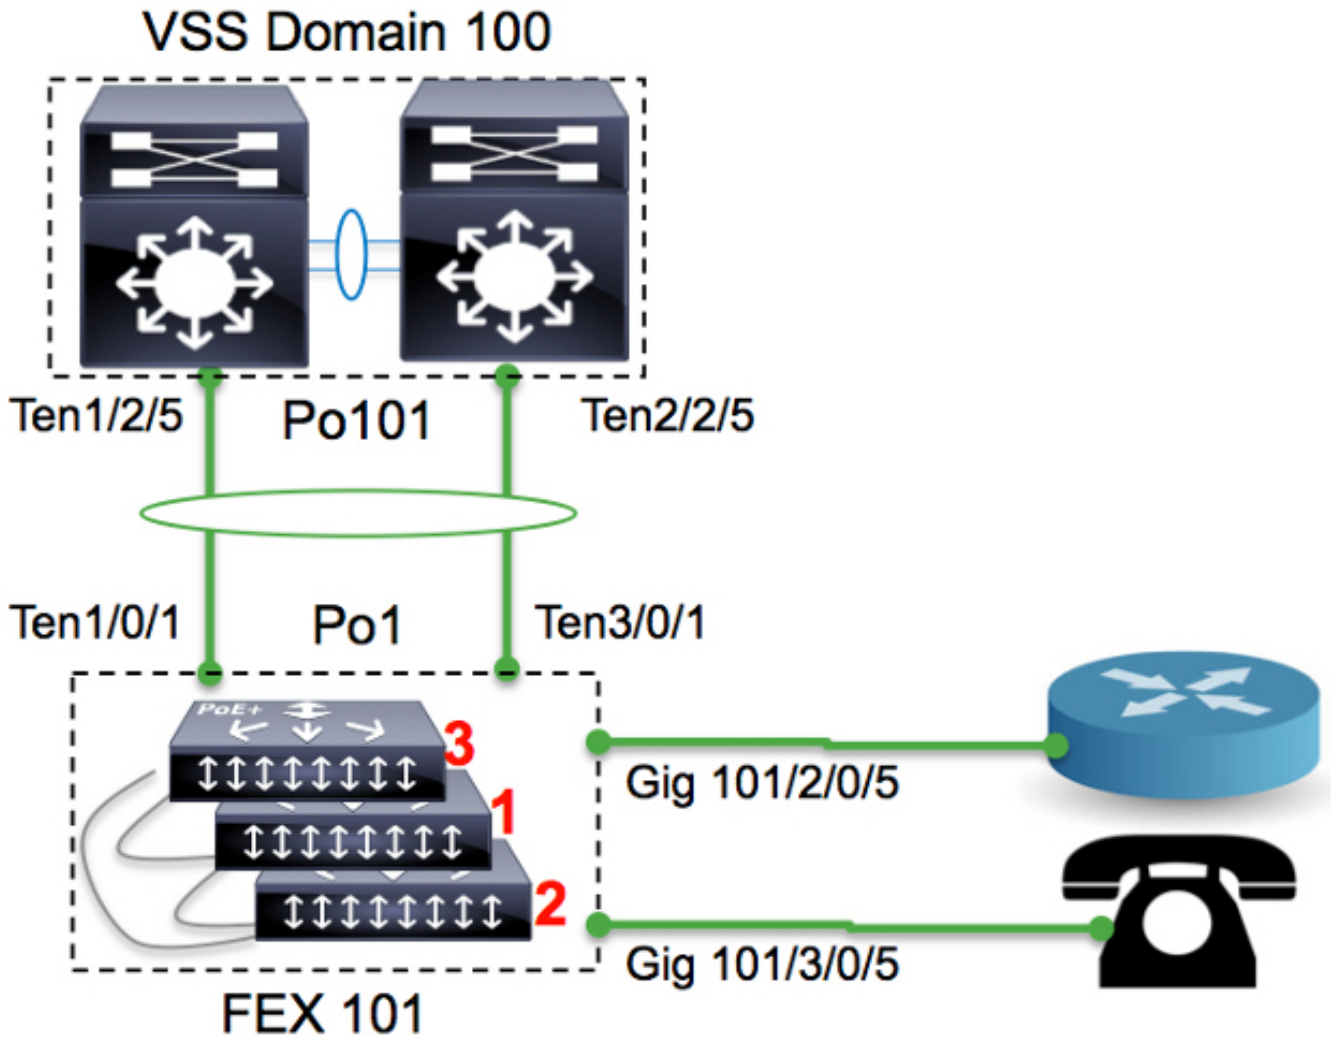 VSS Domain 100
Ten1/2/5
Po101
Ten2/2/5
Ten1/0/1
Po1
Ten3/0/1
PoE+
3
1
2
Gig 101/2/0/5
Gig 101/3/0/5
FEX 101